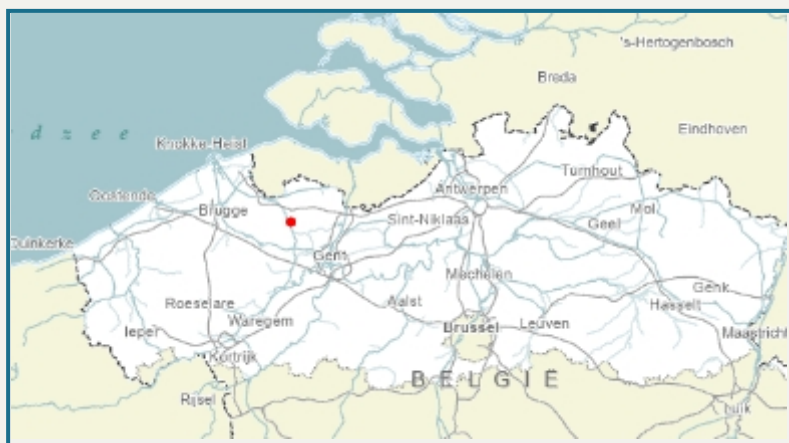 's-Hertogenbosch
Breda
Eindhoven
d z e e
Knokke-Heist
Turnhout
Antwerpen
Oostende
Brugge
Sint-Niklaas
Mol
Geel
Duinkerke
Gent
Mechelen
Genk
Roeselare
Aalst
Hasselt
Ieper
Waregem
Brussel
Leuven
Maastricht
Kortrijk
BELGIË
Rijsel
Luik